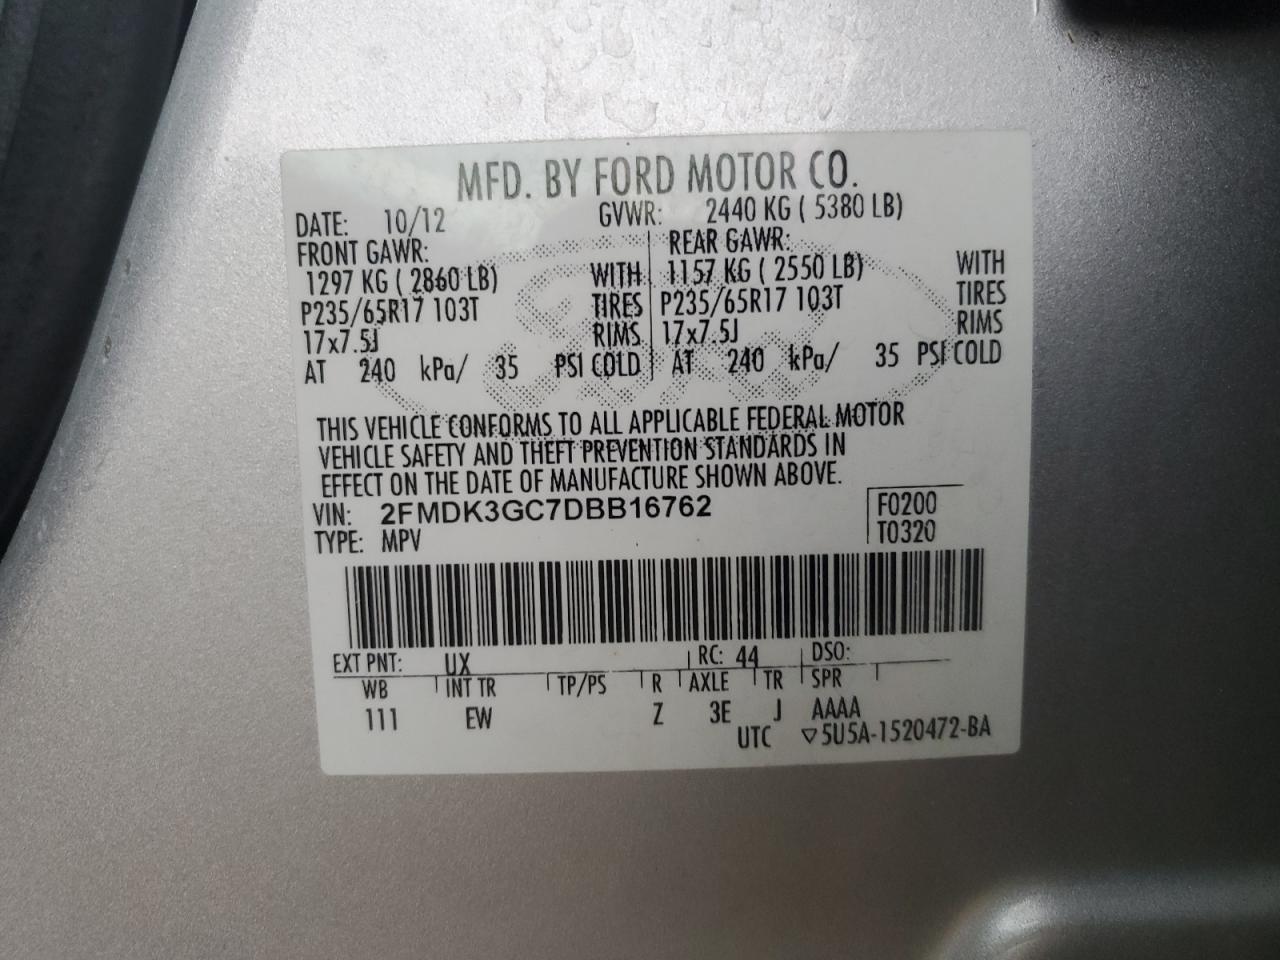 MFD. BY FORD MOTOR CO.
DATE: 10/12 GVWR: 2440 KG ( 5380 LB)
FRONT GAWR: REAR GAWR:
1297 KG ( 2860 LB) WITH 1157 KG ( 2550 LB) WITH
P235/65R17 103T TIRES P235/65R17 103T TIRES
17x7.5J RIMS 17x7.5J RIMS
AT 240 kPa/ 35 PSI COLD AT 240 kPa/ 35 PSI COLD
THIS VEHICLE CONFORMS TO ALL APPLICABLE FEDERAL MOTOR
VEHICLE SAFETY AND THEFT PREVENTION STANDARDS IN
EFFECT ON THE DATE OF MANUFACTURE SHOWN ABOVE.
VIN: 2FMDK3GC7DBB16762 F0200
TYPE: MPV T0320
EXT PNT: UX RC: 44 DSO:
WB INT TR TP/PS R AXLE TR SPR
111 EW Z 3E J AAAA
UTC ▽5U5A-1520472-BA